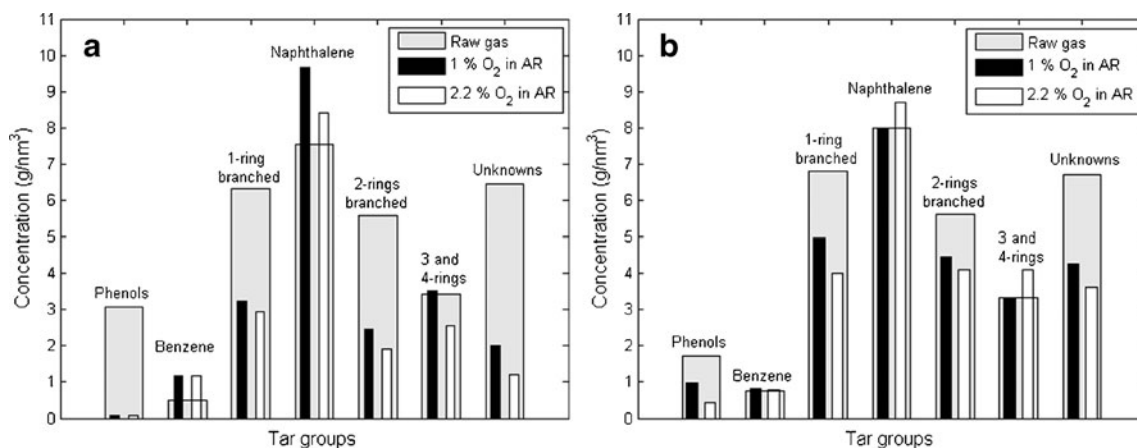 a
11
10
9
8
7
6
5
4
3
2
1
0
Concentration (g/nm³)
Tar groups
Phenols
Benzene
1-ring
branched
Naphthalene
2-rings
branched
3 and
4-rings
Unknowns
Raw gas
1 % O₂ in AR
2.2 % O₂ in AR
b
11
10
9
8
7
6
5
4
3
2
1
0
Concentration (g/nm³)
Tar groups
Phenols
Benzene
1-ring
branched
Naphthalene
2-rings
branched
3 and
4-rings
Unknowns
Raw gas
1 % O₂ in AR
2.2 % O₂ in AR